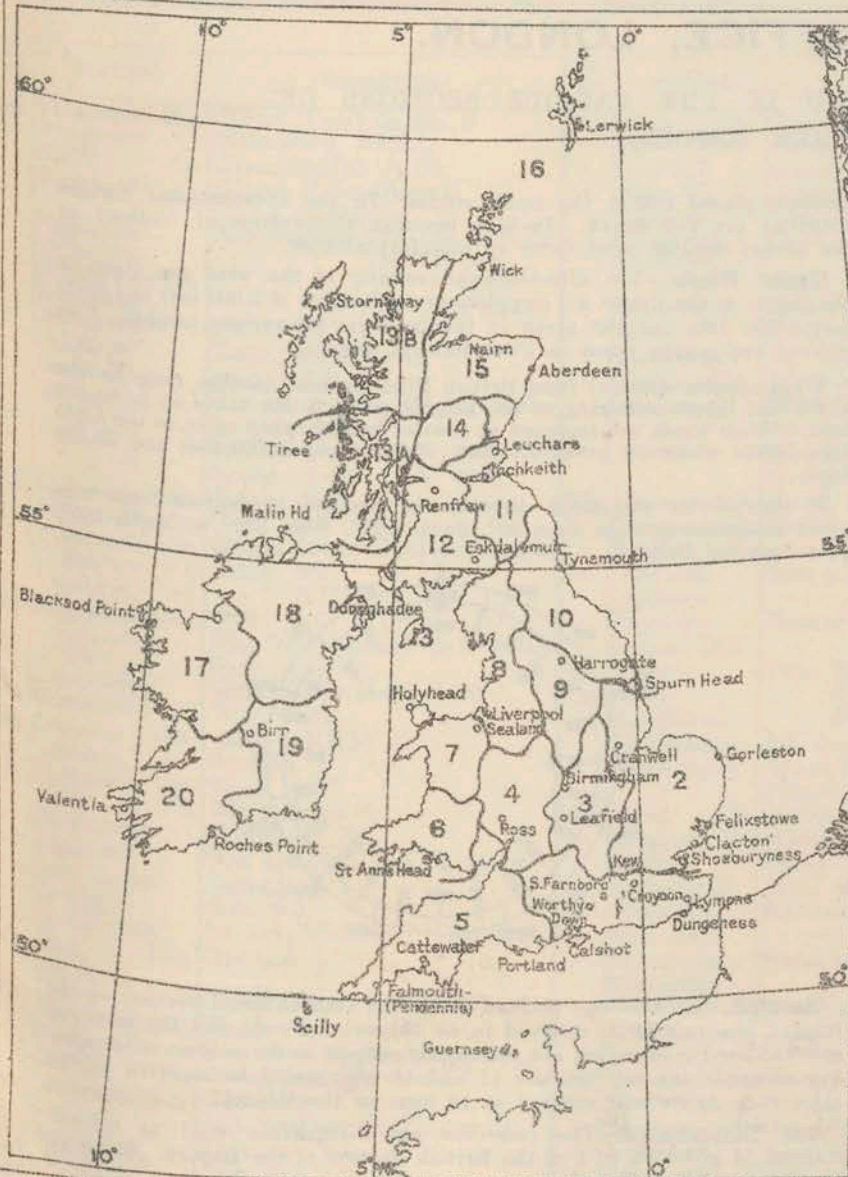 10°
5°
0°
5°
60°
Lerwick
16
Wick
Stornoway
13B
Nairn
15
Aberdeen
14
Tiree
13A
Leuchars
Inchkeith
Renfrew
11
Malin Hd
55°
12
Eskdalemuir
Tynemouth
55°
Blacksod Point
18
Donaghadee
13
10
17
8
Harrogate
9
Spurn Head
Holyhead
Liverpool
Birr
Sealand
19
7
Cranwell
2
Gorleston
Birmingham
Valentia
20
4
3
Ross
Leafield
Felixstowe
6
Clacton
Roches Point
Shoeburyness
St Ann's Head
Kew
S. Farnboro
Croydon
Lympne
Worthy
Down
1
Dungeness
5
Calshot
Cattewater
Portland
50°
50°
Falmouth
(Pendennis)
Scilly
Guernsey
10°
5°
0°